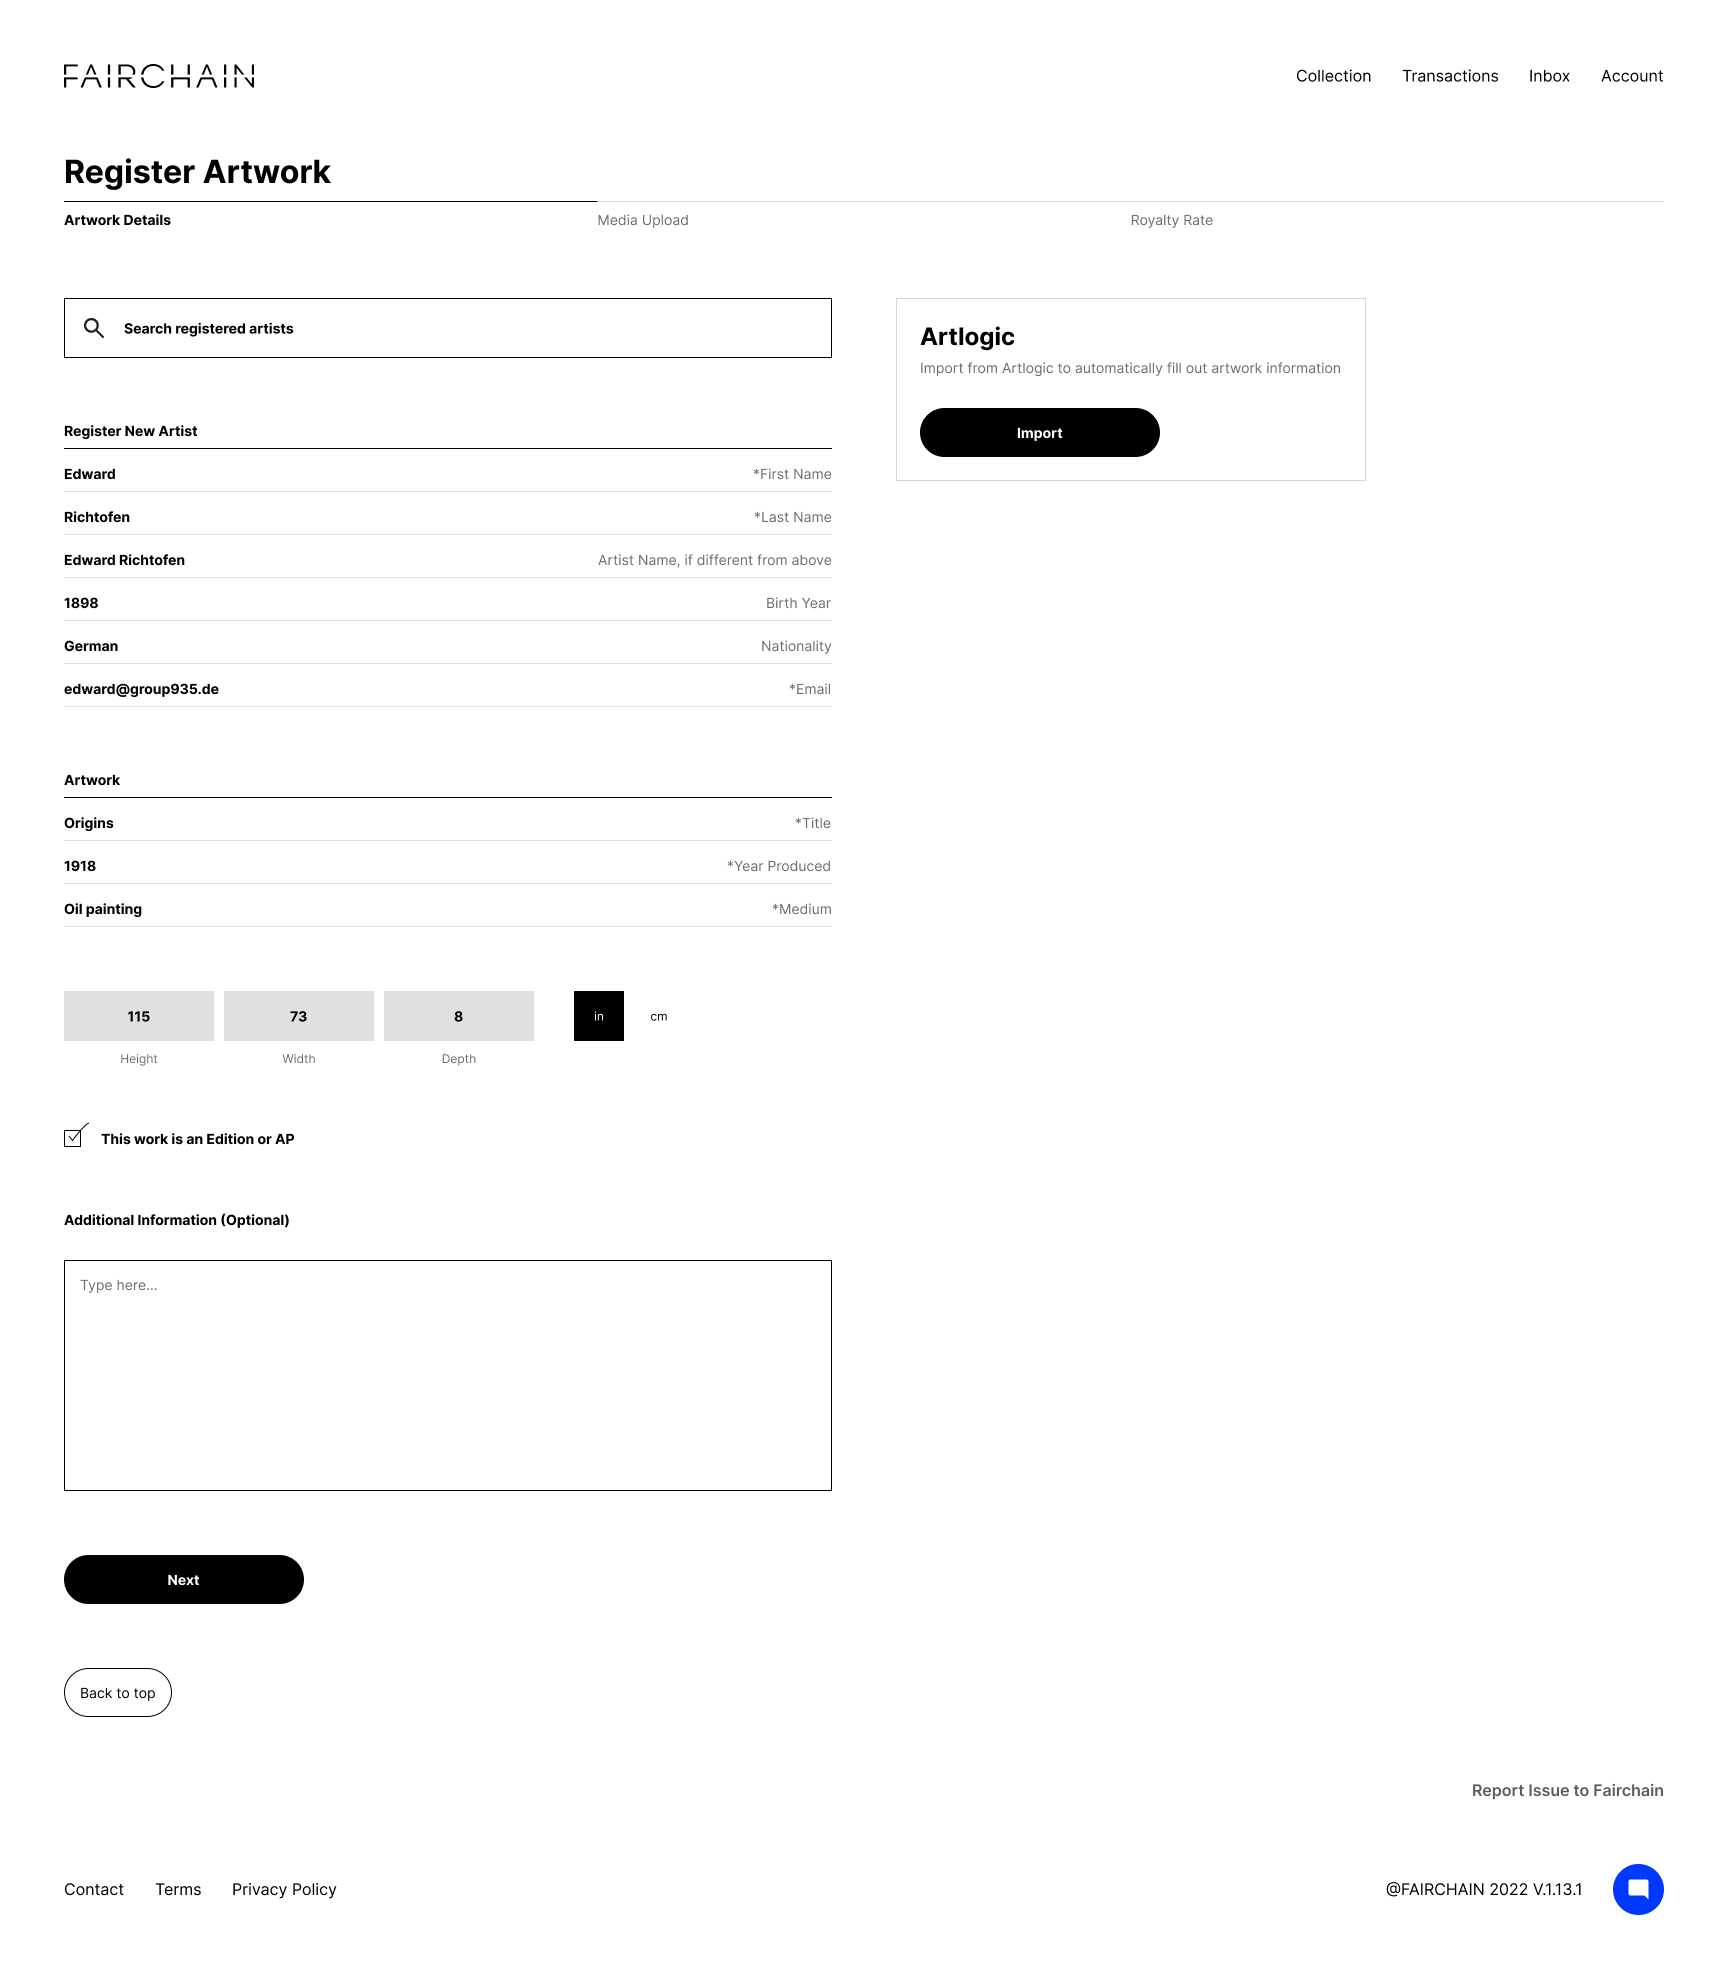 FAIRCHAIN
Collection Transactions Inbox Account
Register Artwork
Artwork Details Media Upload Royalty Rate
Search registered artists
Artlogic
Import from Artlogic to automatically fill out artwork information
Import
Register New Artist
Edward *First Name
Richtofen *Last Name
Edward Richtofen Artist Name, if different from above
1898 Birth Year
German Nationality
edward@group935.de *Email
Artwork
Origins *Title
1918 *Year Produced
Oil painting *Medium
115 73 8 in cm
Height Width Depth
This work is an Edition or AP
Additional Information (Optional)
Type here...
Next
Back to top
Report Issue to Fairchain
Contact Terms Privacy Policy @FAIRCHAIN 2022 V.1.13.1